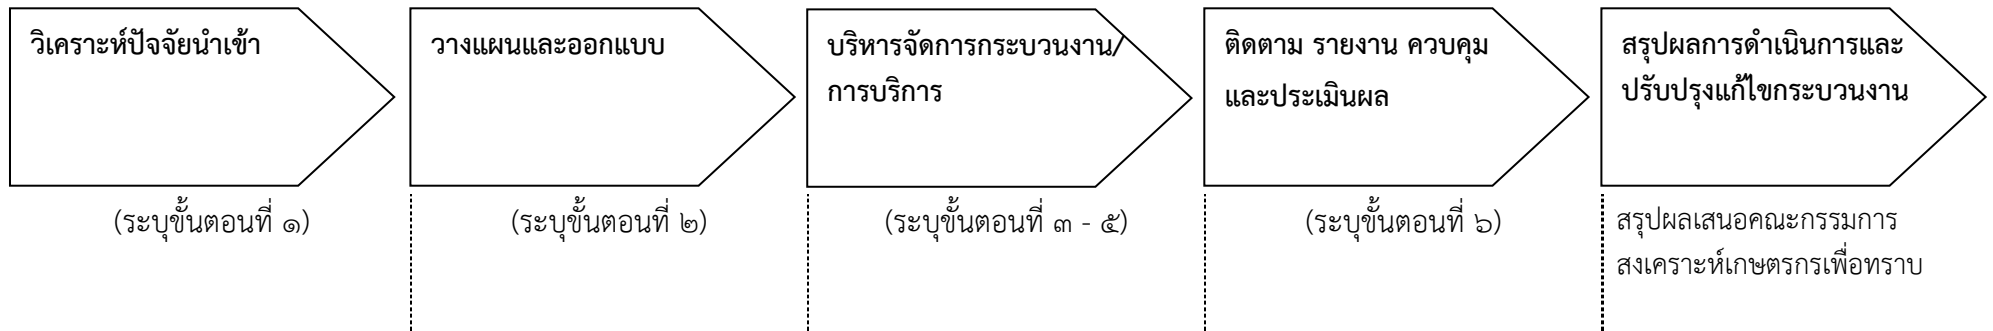 วิเคราะห์ปัจจัยนำเข้า
(ระบุขั้นตอนที่ ๑)
วางแผนและออกแบบ
(ระบุขั้นตอนที่ ๒)
บริหารจัดการกระบวนงาน/
การบริการ
(ระบุขั้นตอนที่ ๓ - ๕)
ติดตาม รายงาน ควบคุม
และประเมินผล
(ระบุขั้นตอนที่ ๖)
สรุปผลการดำเนินการและ
ปรับปรุงแก้ไขกระบวนงาน
สรุปผลเสนอคณะกรรมการ
สงเคราะห์เกษตรกรเพื่อทราบ